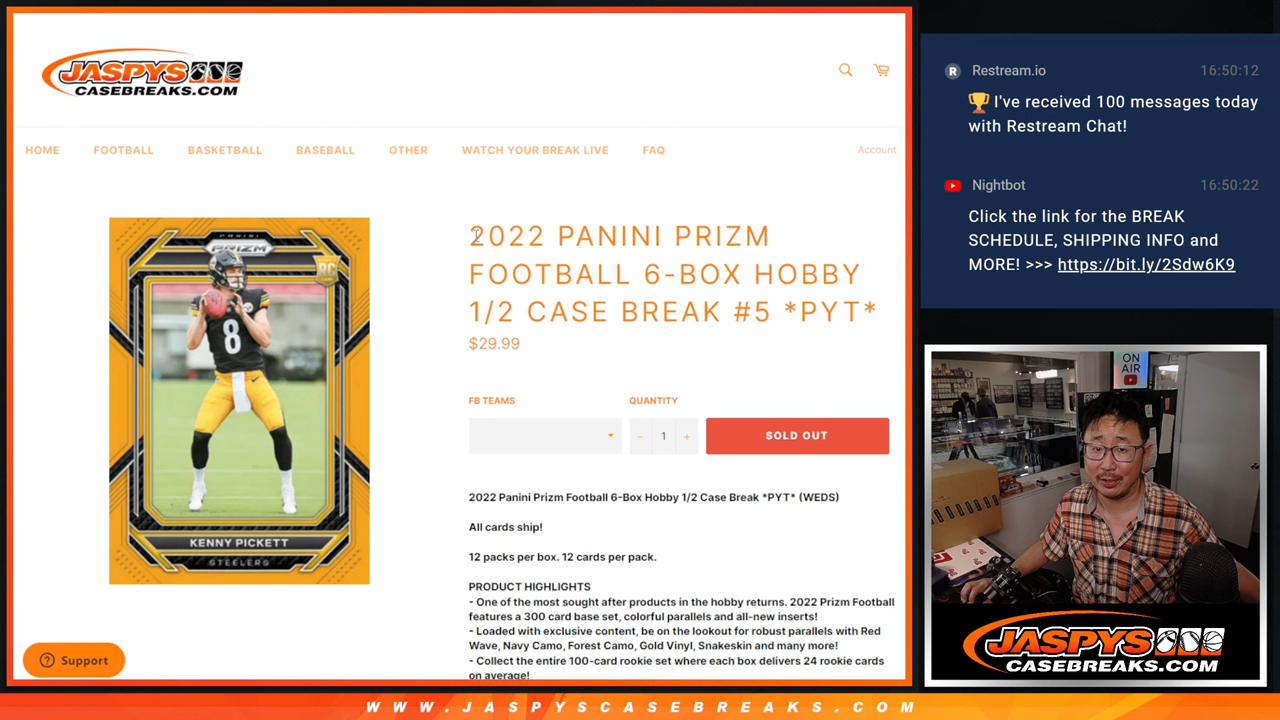 JASPYS
CASEBREAKS.COM
HOME FOOTBALL BASKETBALL BASEBALL OTHER WATCH YOUR BREAK LIVE FAQ Account
PANINI
PRIZM
RC
8
KENNY PICKETT
STEELERS
2022 PANINI PRIZM
FOOTBALL 6-BOX HOBBY
1/2 CASE BREAK #5 *PYT*
$29.99
FB TEAMS QUANTITY
− 1 + SOLD OUT
2022 Panini Prizm Football 6-Box Hobby 1/2 Case Break *PYT* (WEDS)
All cards ship!
12 packs per box. 12 cards per pack.
PRODUCT HIGHLIGHTS
- One of the most sought after products in the hobby returns. 2022 Prizm Football
features a 300 card base set, colorful parallels and all-new inserts!
- Loaded with exclusive content, be on the lookout for robust parallels with Red
Wave, Navy Camo, Forest Camo, Gold Vinyl, Snakeskin and many more!
- Collect the entire 100-card rookie set where each box delivers 24 rookie cards
on average!
? Support
R Restream.io 16:50:12
🏆 I've received 100 messages today
with Restream Chat!
Nightbot 16:50:22
Click the link for the BREAK
SCHEDULE, SHIPPING INFO and
MORE! >>> https://bit.ly/2Sdw6K9
ON
AIR
JASPYS
CASEBREAKS.COM
WWW.JASPYSCASEBREAKS.COM